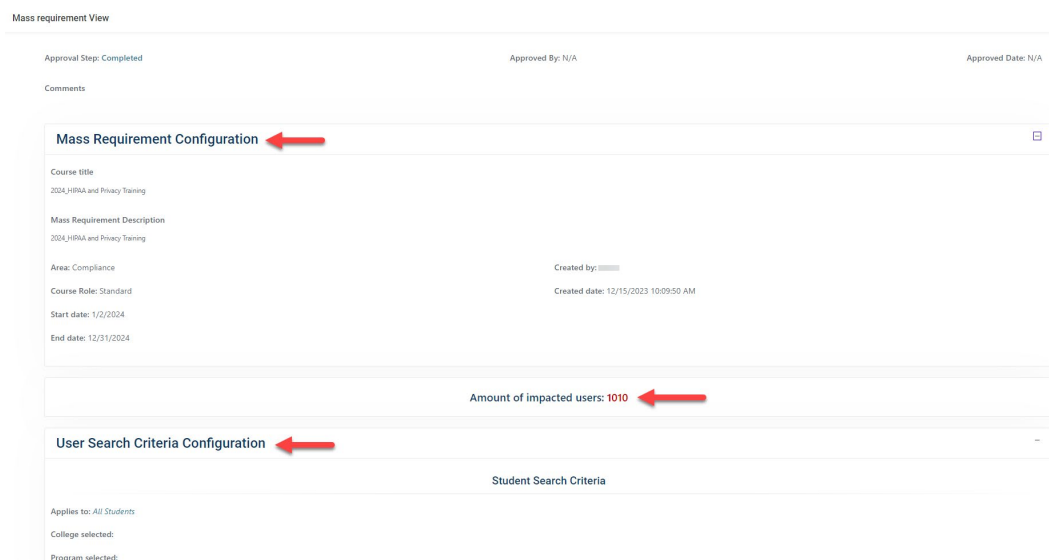 Mass requirement View
Approval Step: Completed
Approved By: N/A
Approved Date: N/A
Comments
Mass Requirement Configuration
Course title
2024_HIPAA and Privacy Training
Mass Requirement Description
2024_HIPAA and Privacy Training
Area: Compliance
Created by:
Course Role: Standard
Created date: 12/15/2023 10:09:50 AM
Start date: 1/2/2024
End date: 12/31/2024
Amount of impacted users: 1010
User Search Criteria Configuration
Student Search Criteria
Applies to: All Students
College selected:
Program selected: